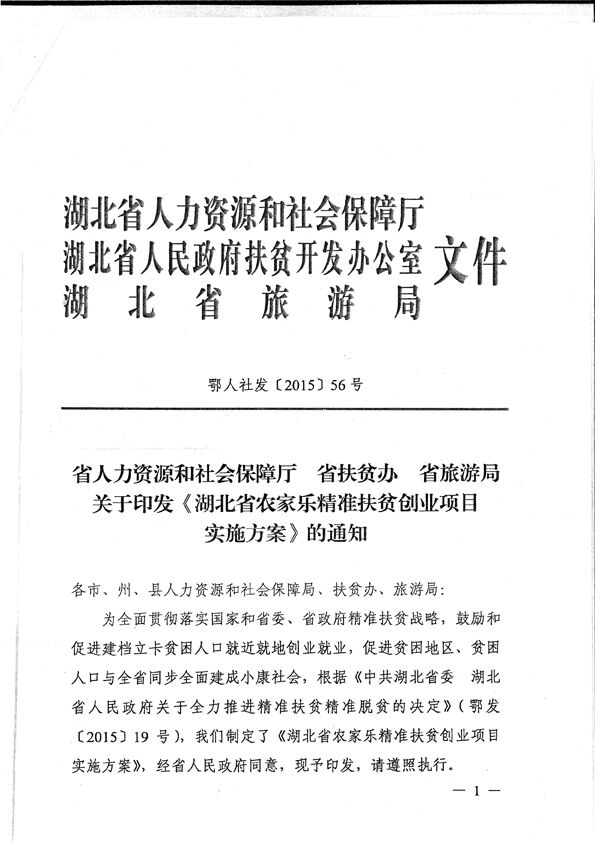 湖北省人力资源和社会保障厅
湖北省人民政府扶贫开发办公室 文件
湖北省旅游局
鄂人社发〔2015〕56号
省人力资源和社会保障厅 省扶贫办 省旅游局
关于印发《湖北省农家乐精准扶贫创业项目
实施方案》的通知
各市、州、县人力资源和社会保障局、扶贫办、旅游局：
为全面贯彻落实国家和省委、省政府精准扶贫战略，鼓励和
促进建档立卡贫困人口就近就地创业就业，促进贫困地区、贫困
人口与全省同步全面建成小康社会，根据《中共湖北省委 湖北
省人民政府关于全力推进精准扶贫精准脱贫的决定》（鄂发
〔2015〕19号），我们制定了《湖北省农家乐精准扶贫创业项目
实施方案》，经省人民政府同意，现予印发，请遵照执行。
— 1 —